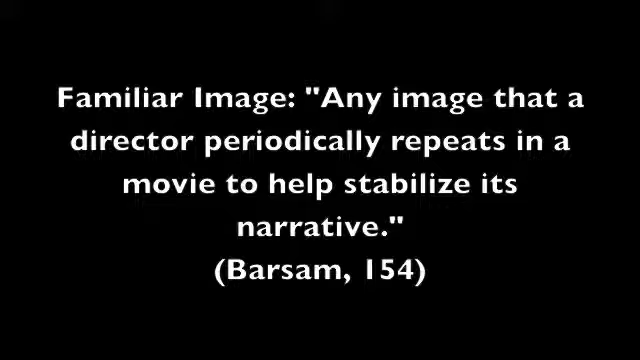 Familiar Image: "Any image that a
director periodically repeats in a
movie to help stabilize its
narrative."
(Barsam, 154)